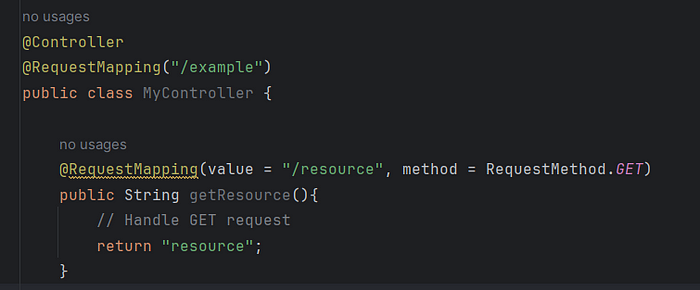 no usages
@Controller
@RequestMapping("/example")
public class MyController {
no usages
@RequestMapping(value = "/resource", method = RequestMethod.GET)
public String getResource(){
// Handle GET request
return "resource";
}